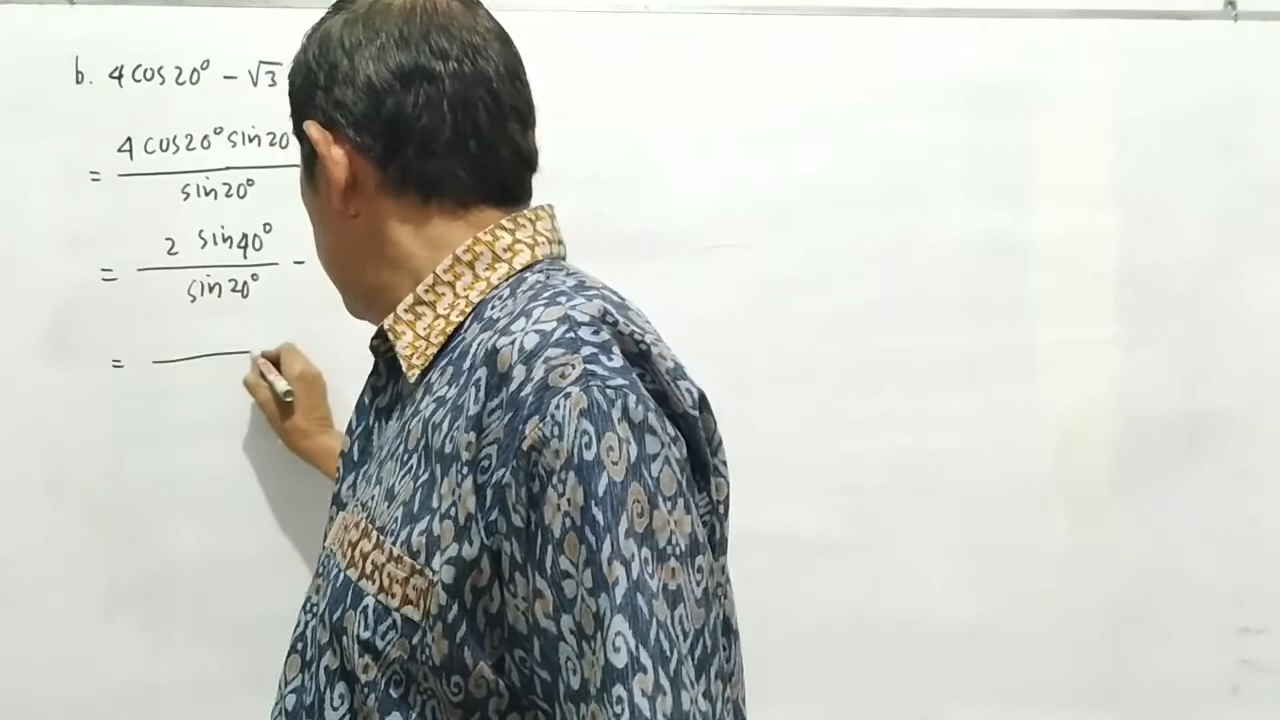 b. 4 cos 20° - √3
= 4 cos 20° sin 20
sin 20°
= 2 sin 40° -
sin 20°
=